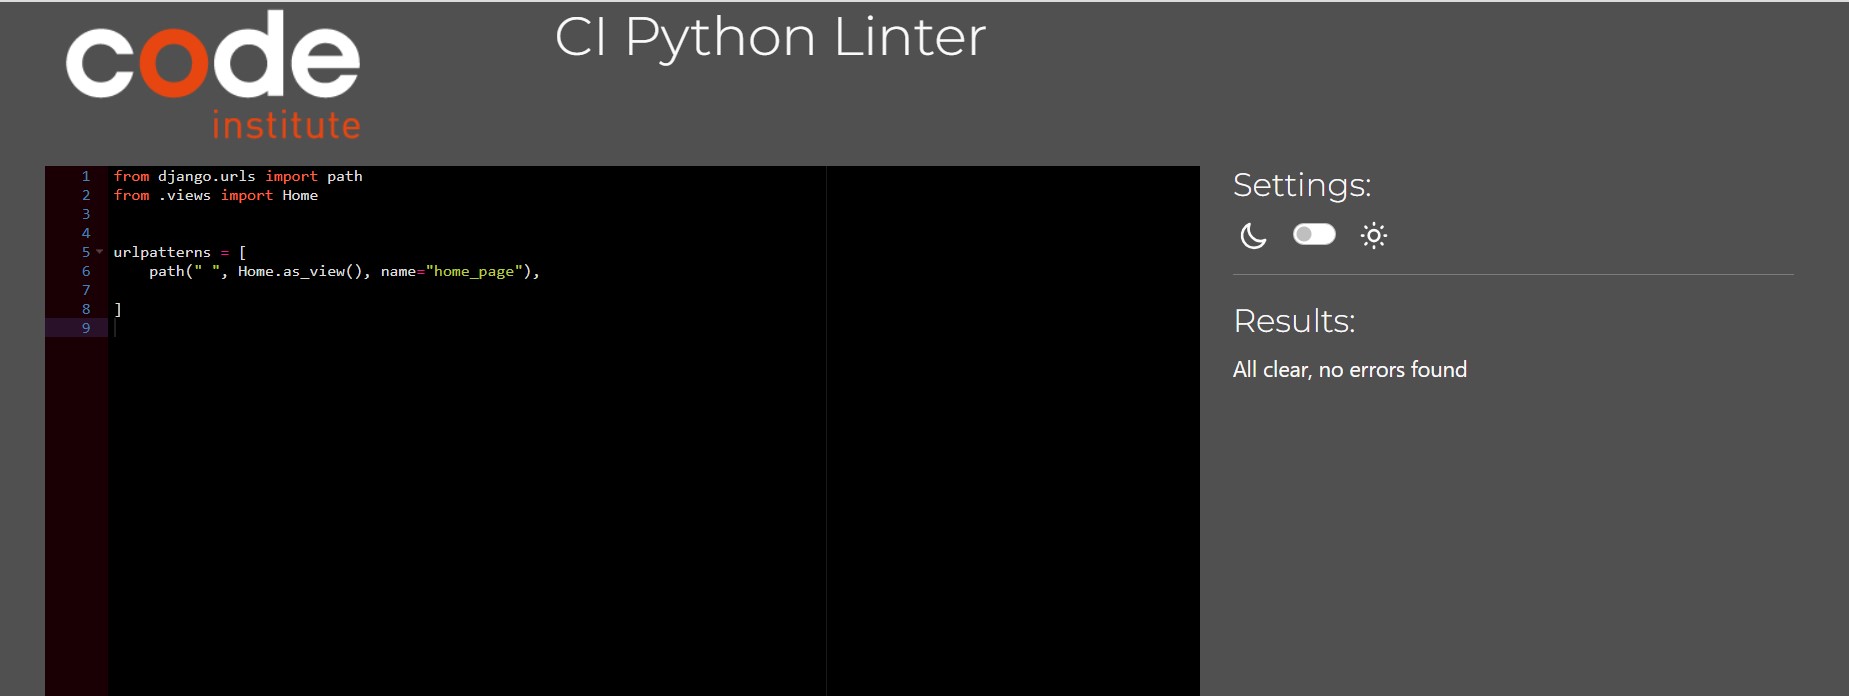 code
institute
CI Python Linter
1 from django.urls import path
2 from .views import Home
3
4
5 urlpatterns = [
6     path(" ", Home.as_view(), name="home_page"),
7
8 ]
9
Settings:
Results:
All clear, no errors found